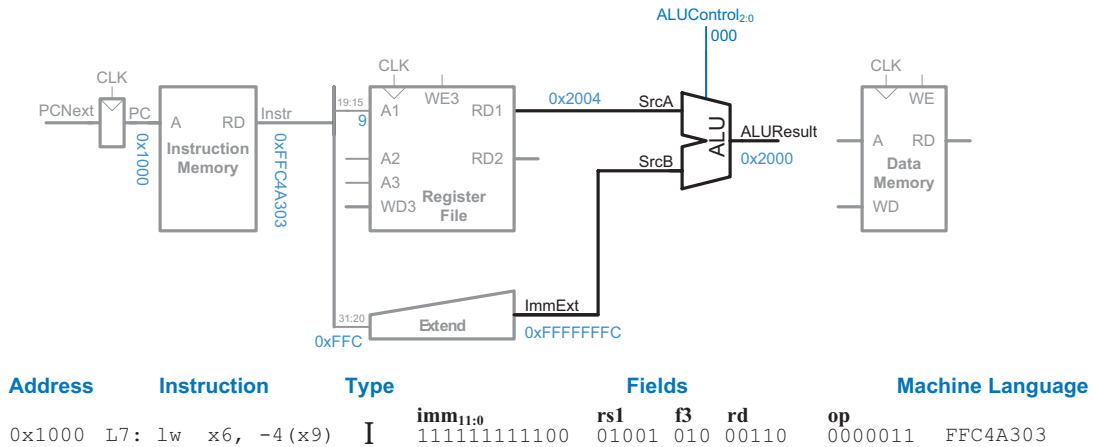 ALUControl2:0
000
CLK
CLK
CLK
PCNext
PC
0x1000
A
RD
Instruction
Memory
Instr
0xFFC4A303
19:15
9
A1
WE3
RD1
A2
RD2
A3
WD3
Register
File
0x2004
SrcA
SrcB
ALU
ALUResult
0x2000
WE
A
RD
Data
Memory
WD
31:20
0xFFC
Extend
ImmExt
0xFFFFFFFC
Address Instruction Type Fields Machine Language
imm11:0 rs1 f3 rd op
0x1000 L7: lw x6, -4(x9) I 111111111100 01001 010 00110 0000011 FFC4A303